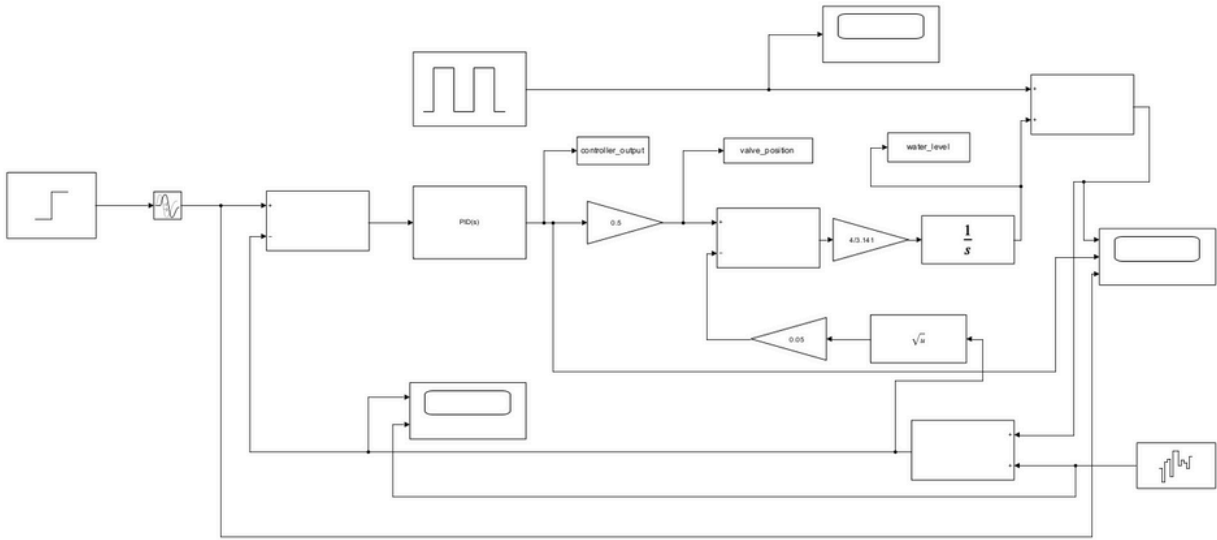 controller_output
valve_position
water_level
PID(s)
0.5
4/3.141
1
s
0.05
√u